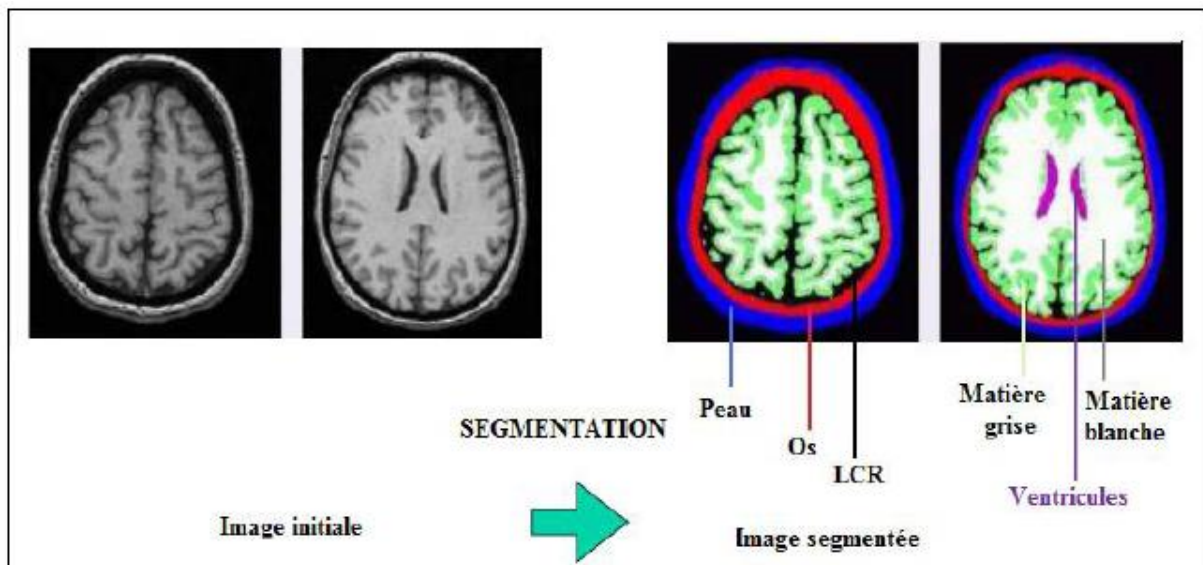 Peau
Os
LCR
Matière
grise
Matière
blanche
Ventricules
SEGMENTATION
Image initiale
Image segmentée